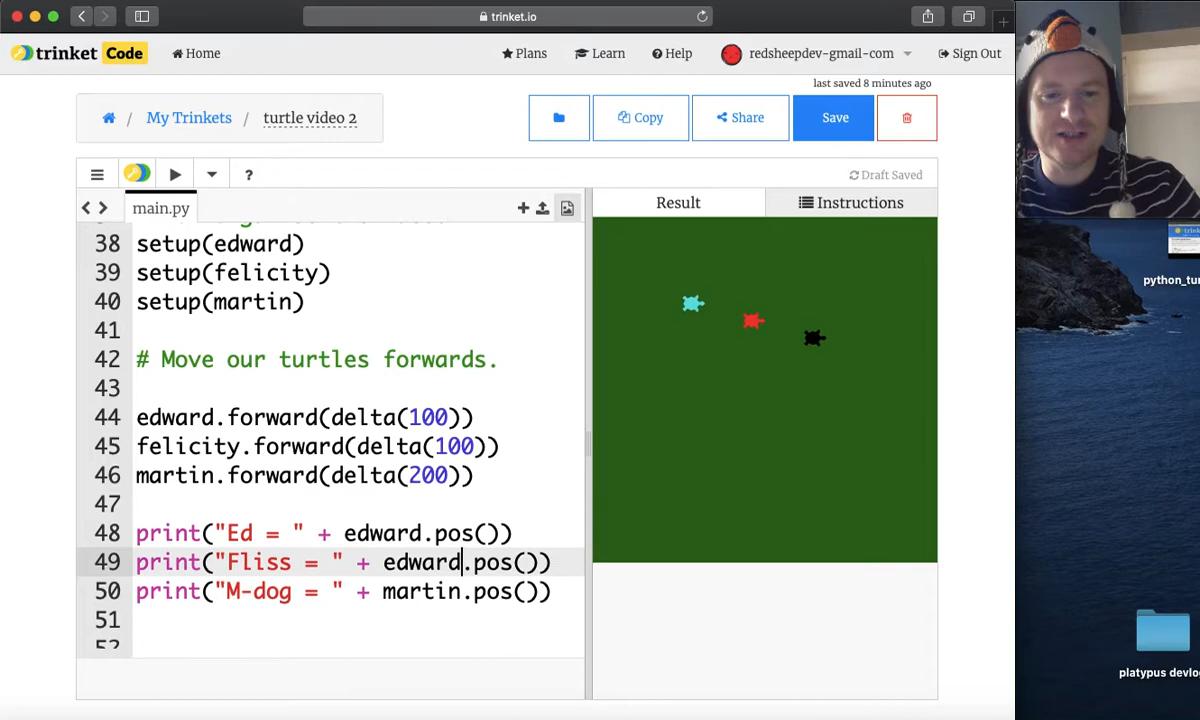 trinket.io
trinket Code
Home
Plans
Learn
Help
redsheepdev-gmail-com
Sign Out
last saved 8 minutes ago
/ My Trinkets / turtle video 2
Copy
Share
Save
?
Draft Saved
main.py
Result
Instructions
38 setup(edward)
39 setup(felicity)
40 setup(martin)
41
42 # Move our turtles forwards.
43
44 edward.forward(delta(100))
45 felicity.forward(delta(100))
46 martin.forward(delta(200))
47
48 print("Ed = " + edward.pos())
49 print("Fliss = " + edward.pos())
50 print("M-dog = " + martin.pos())
51
52
python_tu
platypus devlo